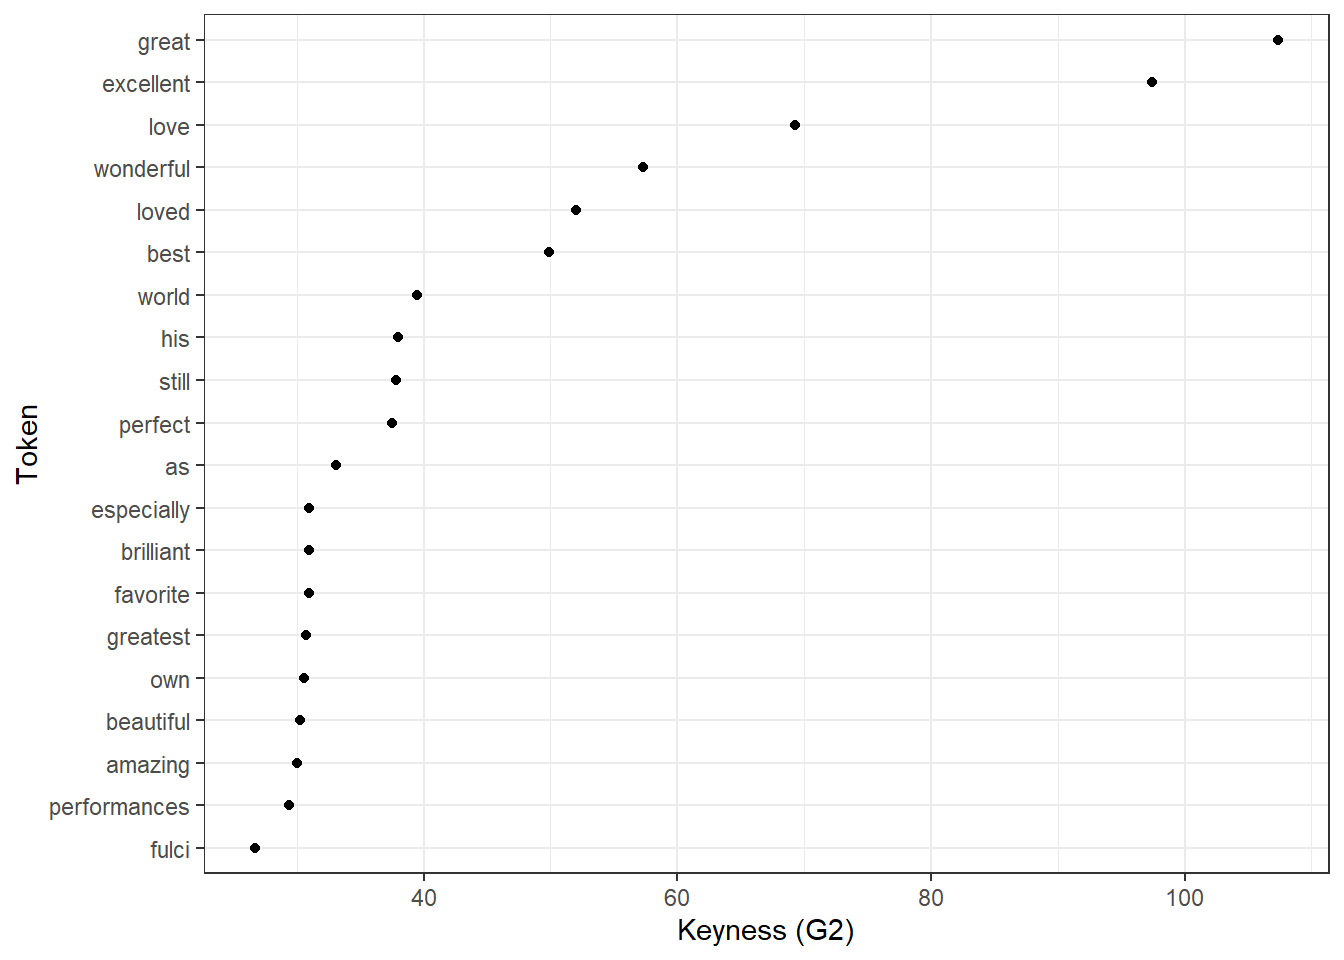 great
excellent
love
wonderful
loved
best
world
his
still
perfect
as
especially
brilliant
favorite
greatest
own
beautiful
amazing
performances
fulci
Token
40 60 80 100
Keyness (G2)